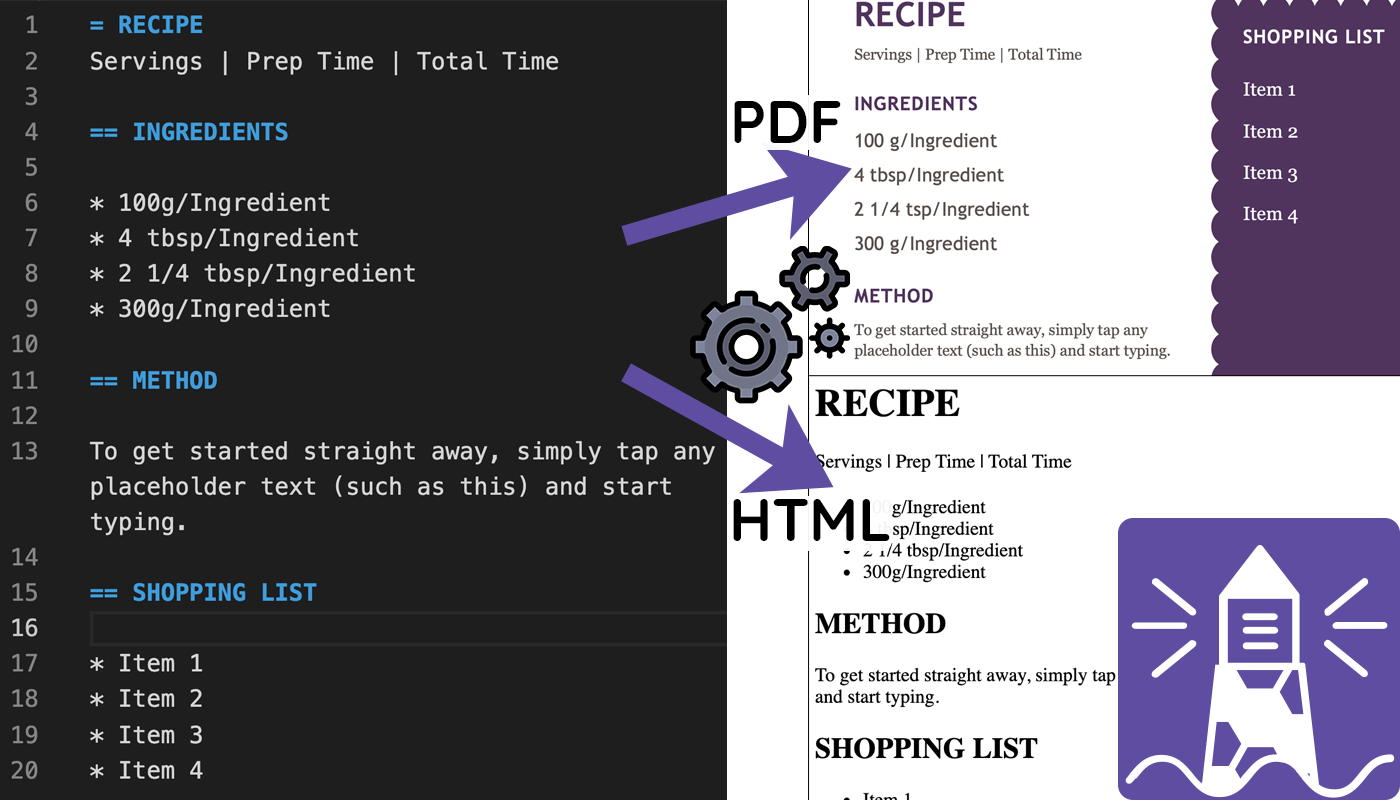 1 = RECIPE
2 Servings | Prep Time | Total Time
3
4 == INGREDIENTS
5
6 * 100g/Ingredient
7 * 4 tbsp/Ingredient
8 * 2 1/4 tbsp/Ingredient
9 * 300g/Ingredient
10
11 == METHOD
12
13 To get started straight away, simply tap any
placeholder text (such as this) and start
typing.
14
15 == SHOPPING LIST
16
17 * Item 1
18 * Item 2
19 * Item 3
20 * Item 4
PDF
HTML
RECIPE
Servings | Prep Time | Total Time
INGREDIENTS
100 g/Ingredient
4 tbsp/Ingredient
2 1/4 tsp/Ingredient
300 g/Ingredient
METHOD
To get started straight away, simply tap any
placeholder text (such as this) and start typing.
SHOPPING LIST
Item 1
Item 2
Item 3
Item 4
RECIPE
Servings | Prep Time | Total Time
g/Ingredient
sp/Ingredient
• 2 1/4 tbsp/Ingredient
• 300g/Ingredient
METHOD
To get started straight away, simply tap
and start typing.
SHOPPING LIST
• Item 1